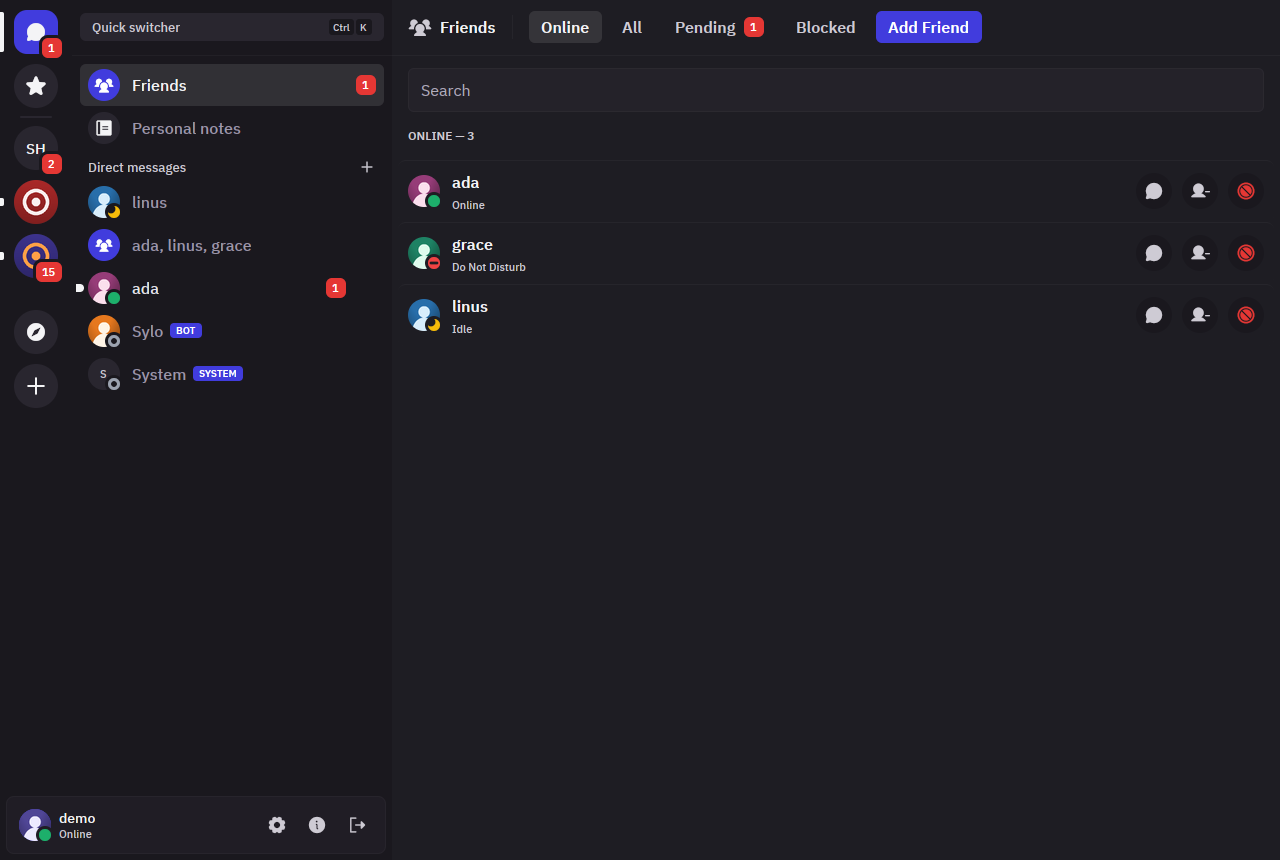 1
SH
2
15
Quick switcher
Ctrl K
Friends
1
Personal notes
Direct messages
linus
ada, linus, grace
ada
1
Sylo BOT
S
System SYSTEM
demo
Online
Friends
Online
All
Pending 1
Blocked
Add Friend
Search
ONLINE — 3
ada
Online
grace
Do Not Disturb
linus
Idle